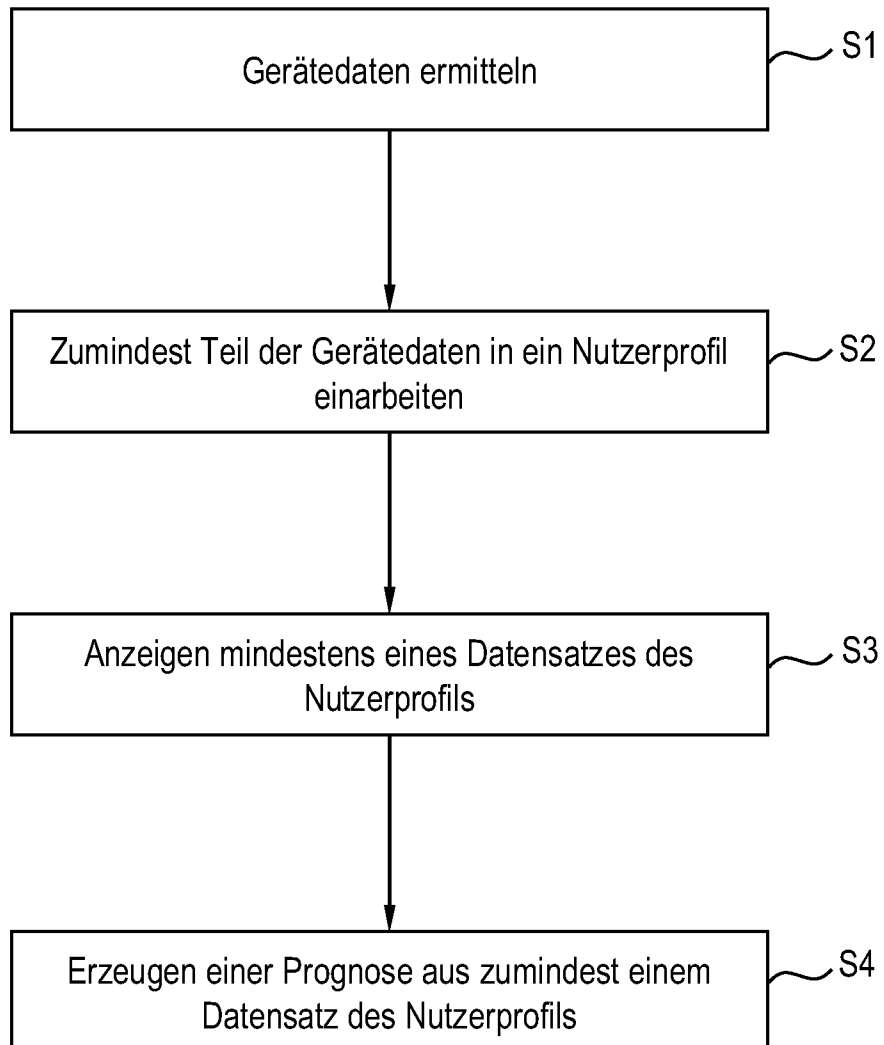 Gerätedaten ermitteln
S1
Zumindest Teil der Gerätedaten in ein Nutzerprofil
einarbeiten
S2
Anzeigen mindestens eines Datensatzes des
Nutzerprofils
S3
Erzeugen einer Prognose aus zumindest einem
Datensatz des Nutzerprofils
S4